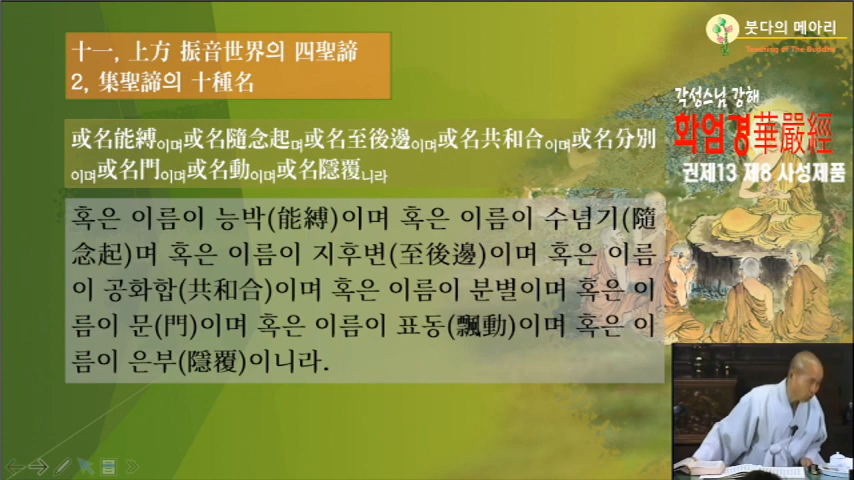 十一, 上方 振音世界의 四聖諦
2, 集聖諦의 十種名
붓다의 메아리
Teaching of The Buddha
각성스님 강해
화엄경華嚴經
권제13 제8 사성제품
或名能縛이며或名隨念起며或名至後邊이며或名共和合이며或名分別
이며或名門이며或名動이며或名隱覆니라
혹은 이름이 능박(能縛)이며 혹은 이름이 수념기(隨
念起)며 혹은 이름이 지후변(至後邊)이며 혹은 이름
이 공화합(共和合)이며 혹은 이름이 분별이며 혹은 이
름이 문(門)이며 혹은 이름이 표동(飄動)이며 혹은 이
름이 은부(隱覆)이니라.